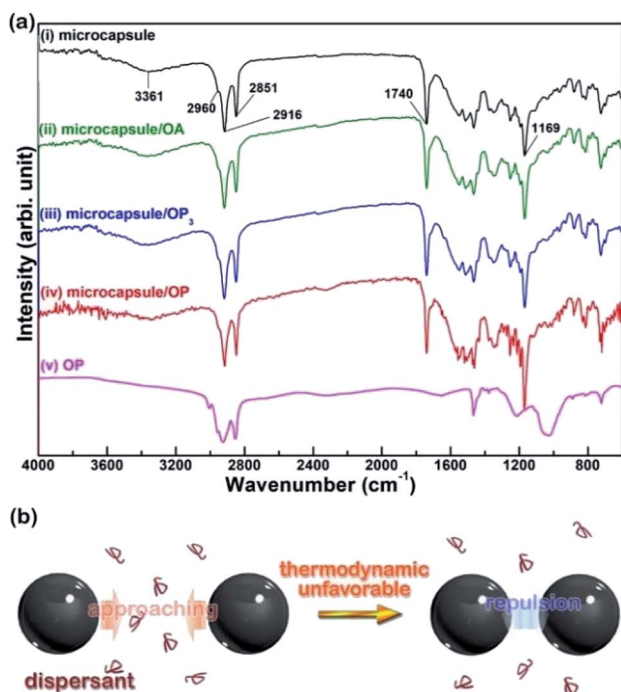 (a)
(i) microcapsule
3361
2960
2851
2916
1740
1169
(ii) microcapsule/OA
(iii) microcapsule/OP₃
(iv) microcapsule/OP
(v) OP
Intensity (arbi. unit)
4000 3600 3200 2800 2400 2000 1600 1200 800
Wavenumber (cm⁻¹)
(b)
approaching
dispersant
thermodynamic
unfavorable
repulsion